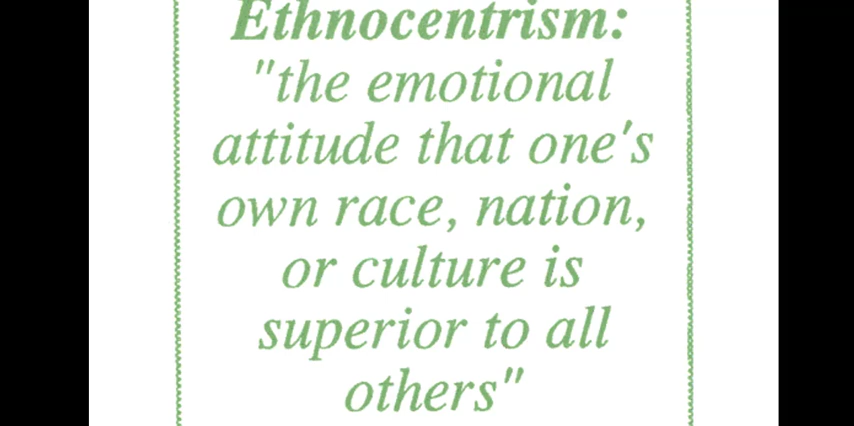 Ethnocentrism:
"the emotional
attitude that one's
own race, nation,
or culture is
superior to all
others"